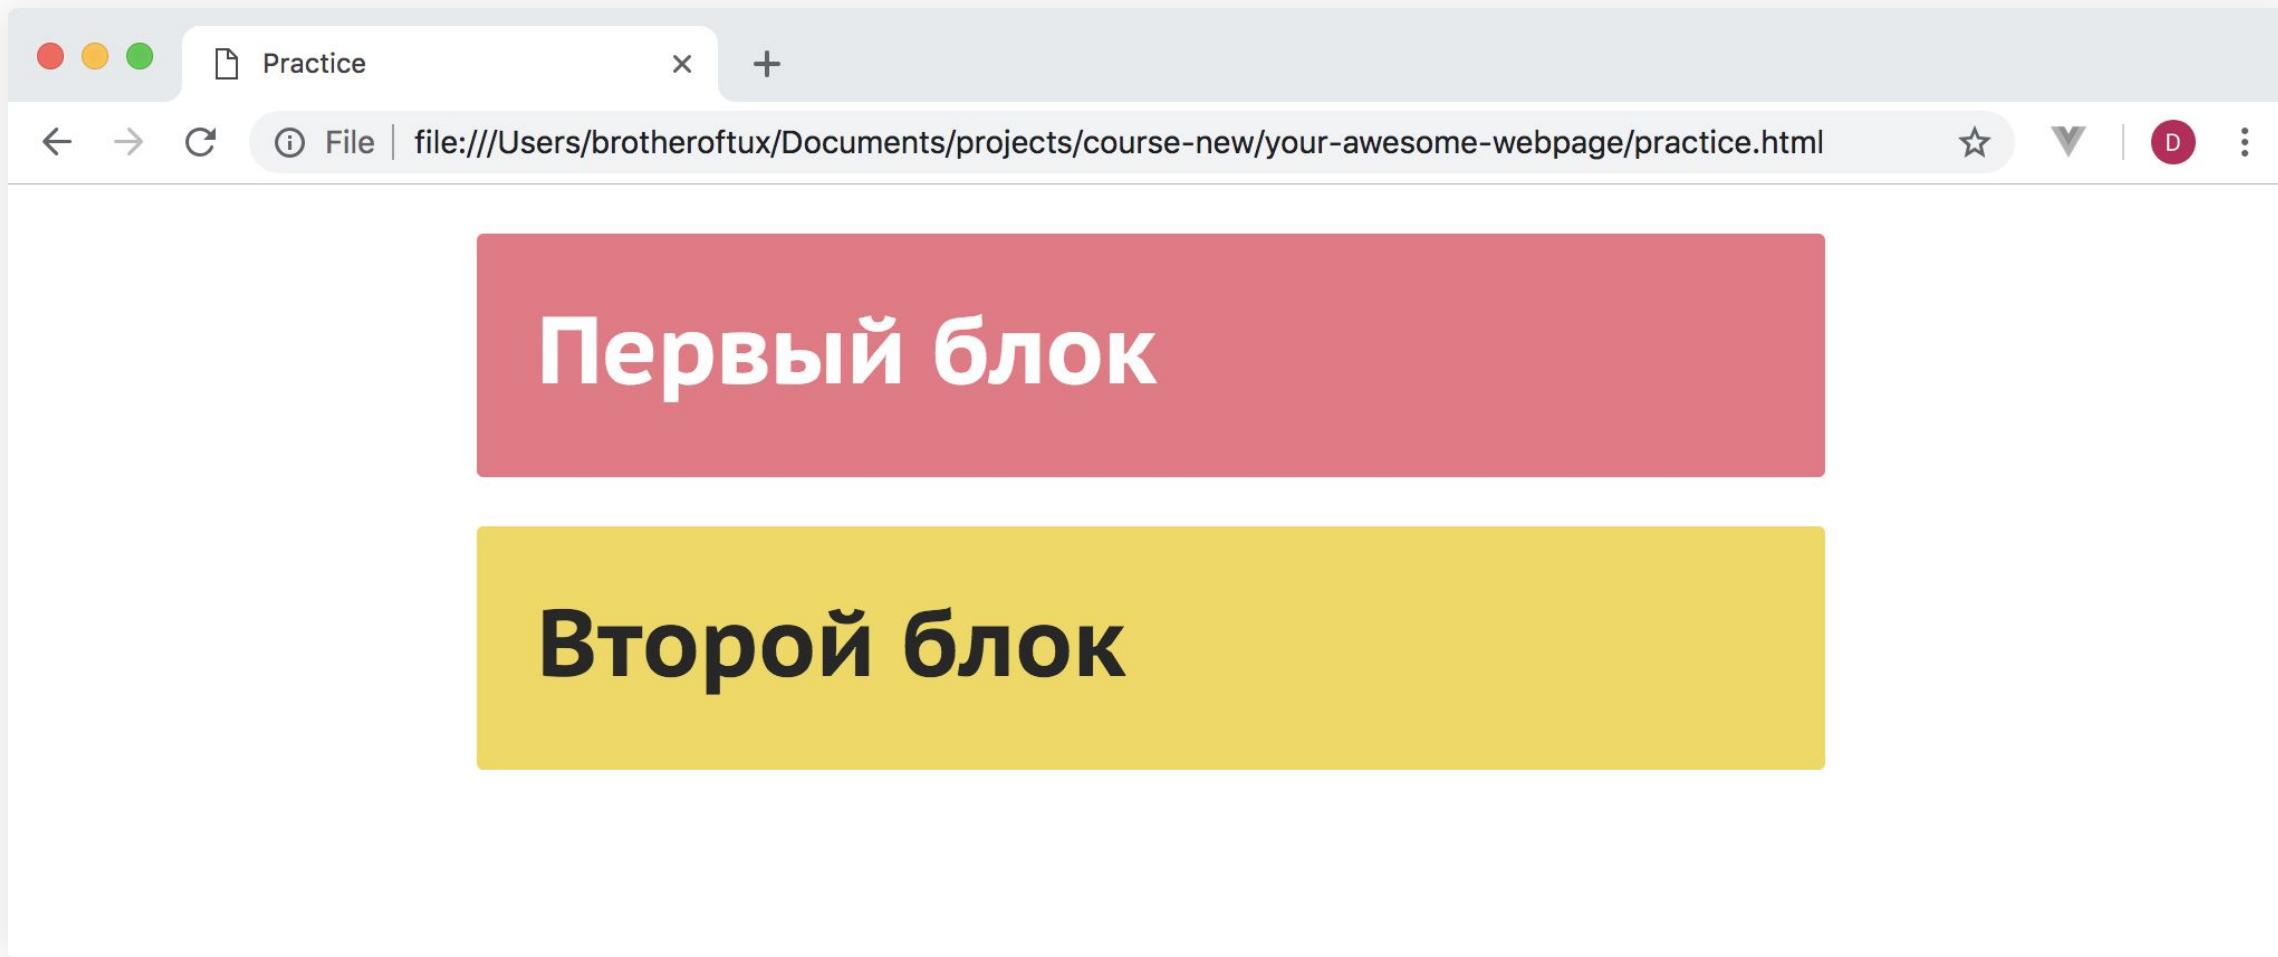 Practice
File file:///Users/brotheroftux/Documents/projects/course-new/your-awesome-webpage/practice.html
D
Первый блок
Второй блок